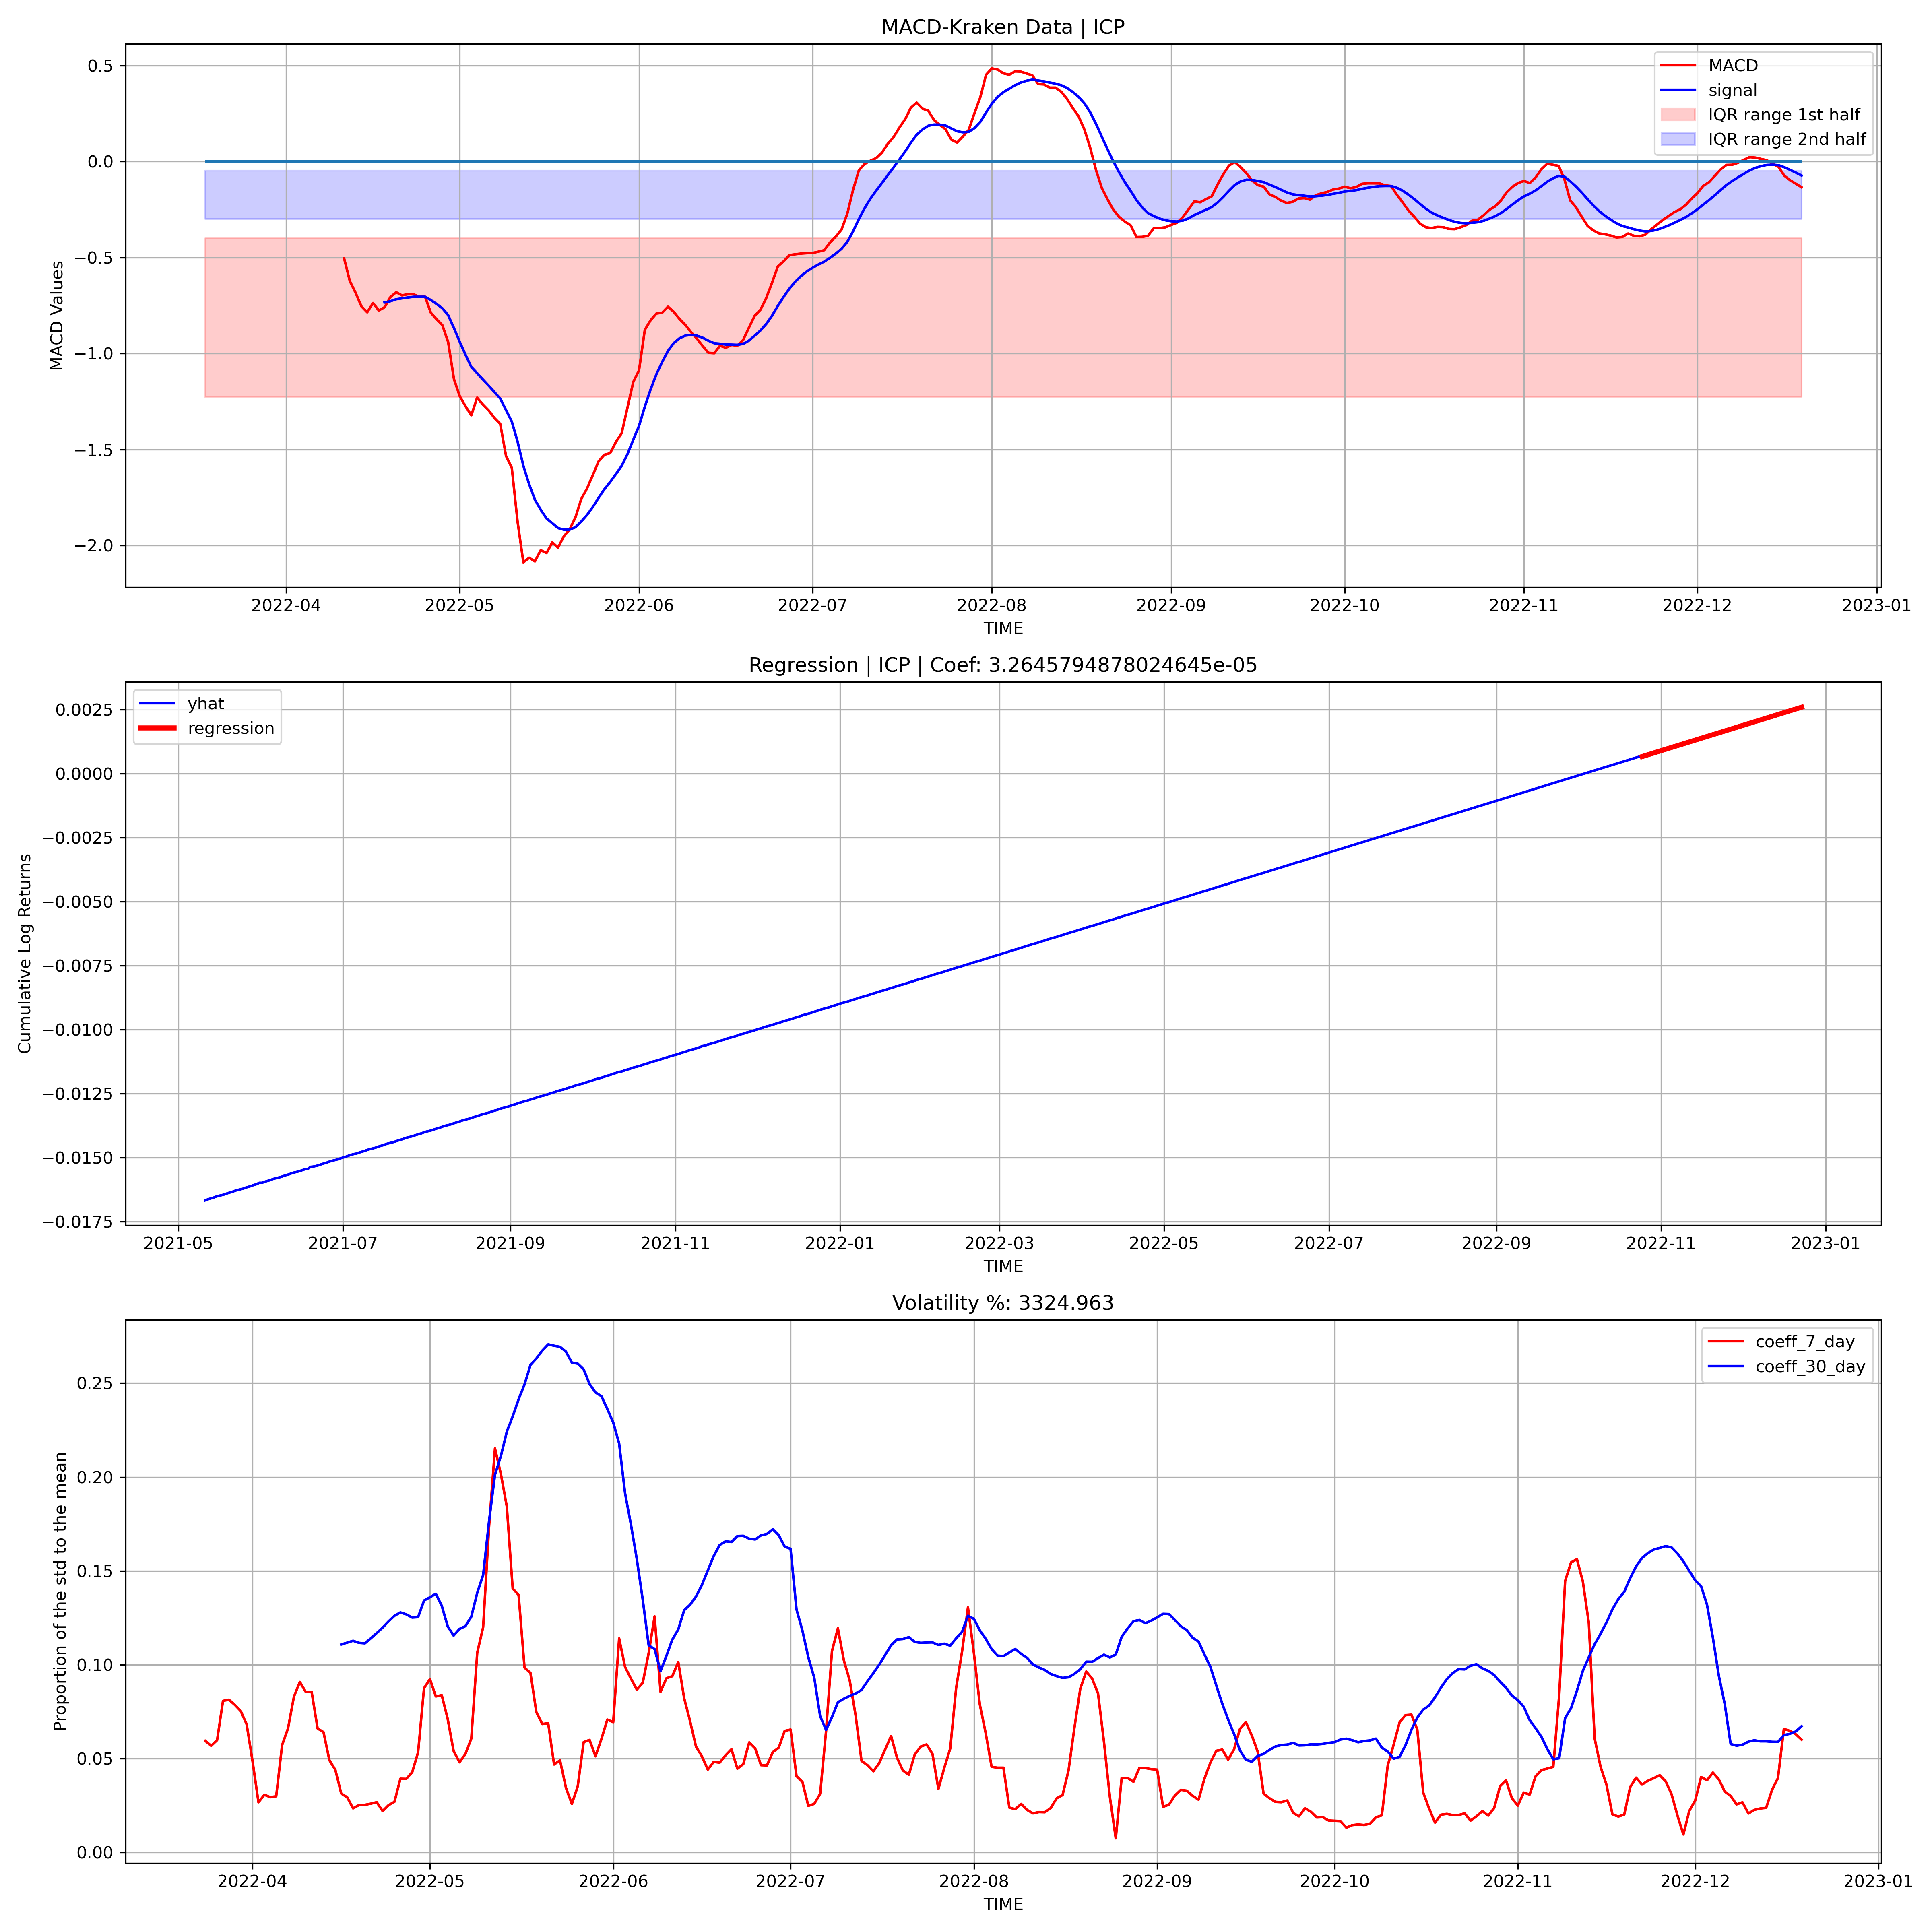 MACD-Kraken Data | ICP
MACD Values
0.5
0.0
−0.5
−1.0
−1.5
−2.0
MACD
signal
IQR range 1st half
IQR range 2nd half
2022-04 2022-05 2022-06 2022-07 2022-08 2022-09 2022-10 2022-11 2022-12 2023-01
TIME
Regression | ICP | Coef: 3.2645794878024645e-05
Cumulative Log Returns
0.0025
0.0000
−0.0025
−0.0050
−0.0075
−0.0100
−0.0125
−0.0150
−0.0175
yhat
regression
2021-05 2021-07 2021-09 2021-11 2022-01 2022-03 2022-05 2022-07 2022-09 2022-11 2023-01
TIME
Volatility %: 3324.963
Proportion of the std to the mean
0.25
0.20
0.15
0.10
0.05
0.00
coeff_7_day
coeff_30_day
2022-04 2022-05 2022-06 2022-07 2022-08 2022-09 2022-10 2022-11 2022-12 2023-01
TIME